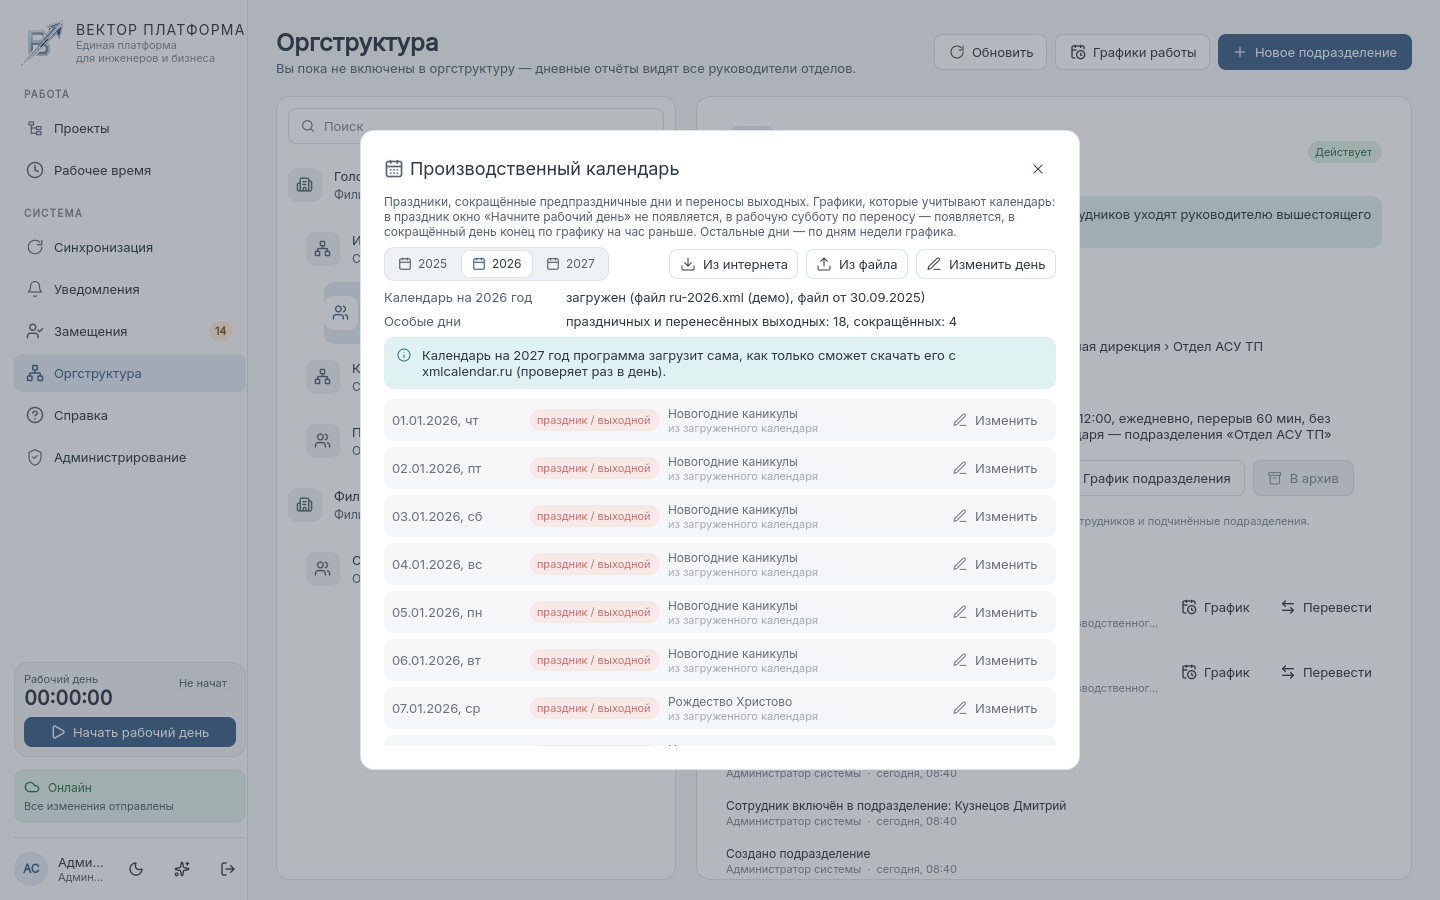 ВЕКТОР ПЛАТФОРМА
Единая платформа
для инженеров и бизнеса
РАБОТА
Проекты
Рабочее время
СИСТЕМА
Синхронизация
Уведомления
Замещения 14
Оргструктура
Справка
Администрирование
Рабочий день
Не начат
00:00:00
Начать рабочий день
Онлайн
Все изменения отправлены
АС
Адми...
Админ...
Оргструктура
Вы пока не включены в оргструктуру — дневные отчёты видят все руководители отделов.
Обновить
Графики работы
Новое подразделение
Поиск
Производственный календарь
Праздники, сокращённые предпраздничные дни и переносы выходных. Графики, которые учитывают календарь:
в праздник окно «Начните рабочий день» не появляется, в рабочую субботу по переносу — появляется, в
сокращённый день конец по графику на час раньше. Остальные дни — по дням недели графика.
2025 2026 2027
Из интернета
Из файла
Изменить день
Календарь на 2026 год загружен (файл ru-2026.xml (демо), файл от 30.09.2025)
Особые дни праздничных и перенесённых выходных: 18, сокращённых: 4
Календарь на 2027 год программа загрузит сама, как только сможет скачать его с
xmlcalendar.ru (проверяет раз в день).
01.01.2026, чт праздник / выходной Новогодние каникулы Изменить
из загруженного календаря
02.01.2026, пт праздник / выходной Новогодние каникулы Изменить
из загруженного календаря
03.01.2026, сб праздник / выходной Новогодние каникулы Изменить
из загруженного календаря
04.01.2026, вс праздник / выходной Новогодние каникулы Изменить
из загруженного календаря
05.01.2026, пн праздник / выходной Новогодние каникулы Изменить
из загруженного календаря
06.01.2026, вт праздник / выходной Новогодние каникулы Изменить
из загруженного календаря
07.01.2026, ср праздник / выходной Рождество Христово Изменить
из загруженного календаря
Действует
уходят руководителю вышестоящего
дирекция › Отдел АСУ ТП
12:00, ежедневно, перерыв 60 мин, без
— подразделения «Отдел АСУ ТП»
График подразделения
В архив
и подчинённые подразделения.
График
Перевести
График
Перевести
Администратор системы · сегодня, 08:40
Сотрудник включён в подразделение: Кузнецов Дмитрий
Администратор системы · сегодня, 08:40
Создано подразделение
Администратор системы · сегодня, 08:40